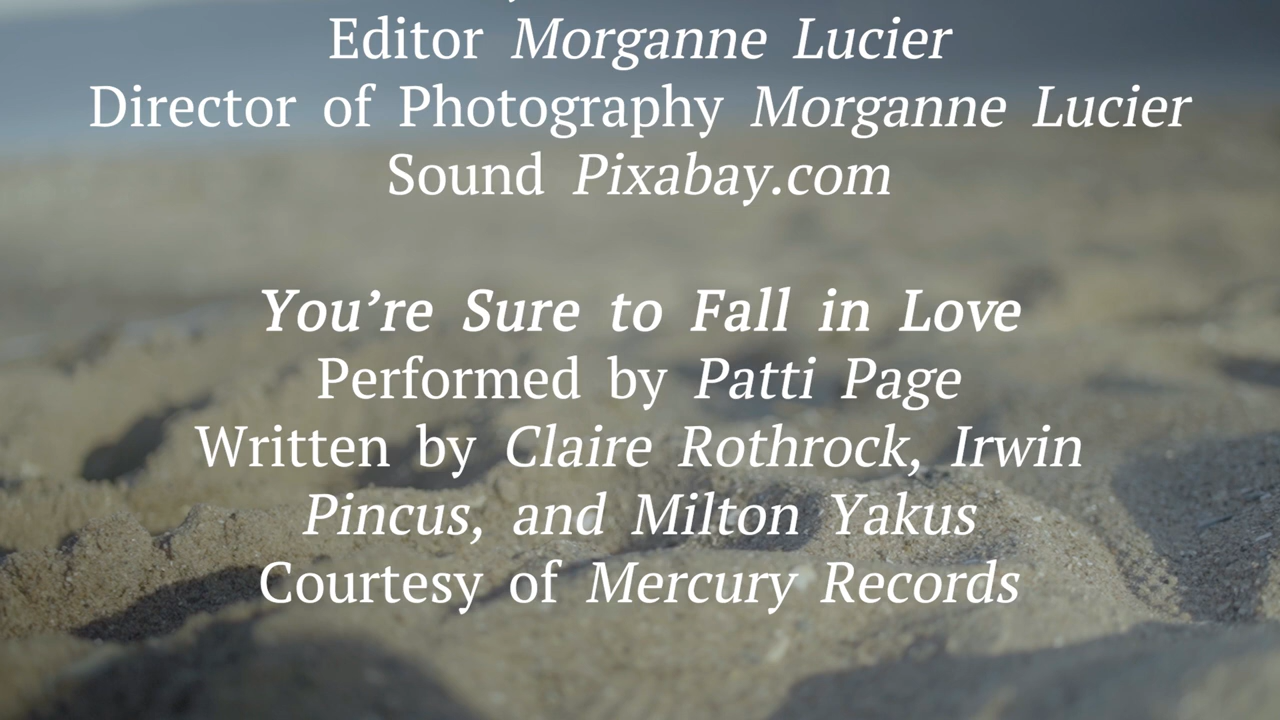 Editor Morganne Lucier
Director of Photography Morganne Lucier
Sound Pixabay.com
You’re Sure to Fall in Love
Performed by Patti Page
Written by Claire Rothrock, Irwin
Pincus, and Milton Yakus
Courtesy of Mercury Records